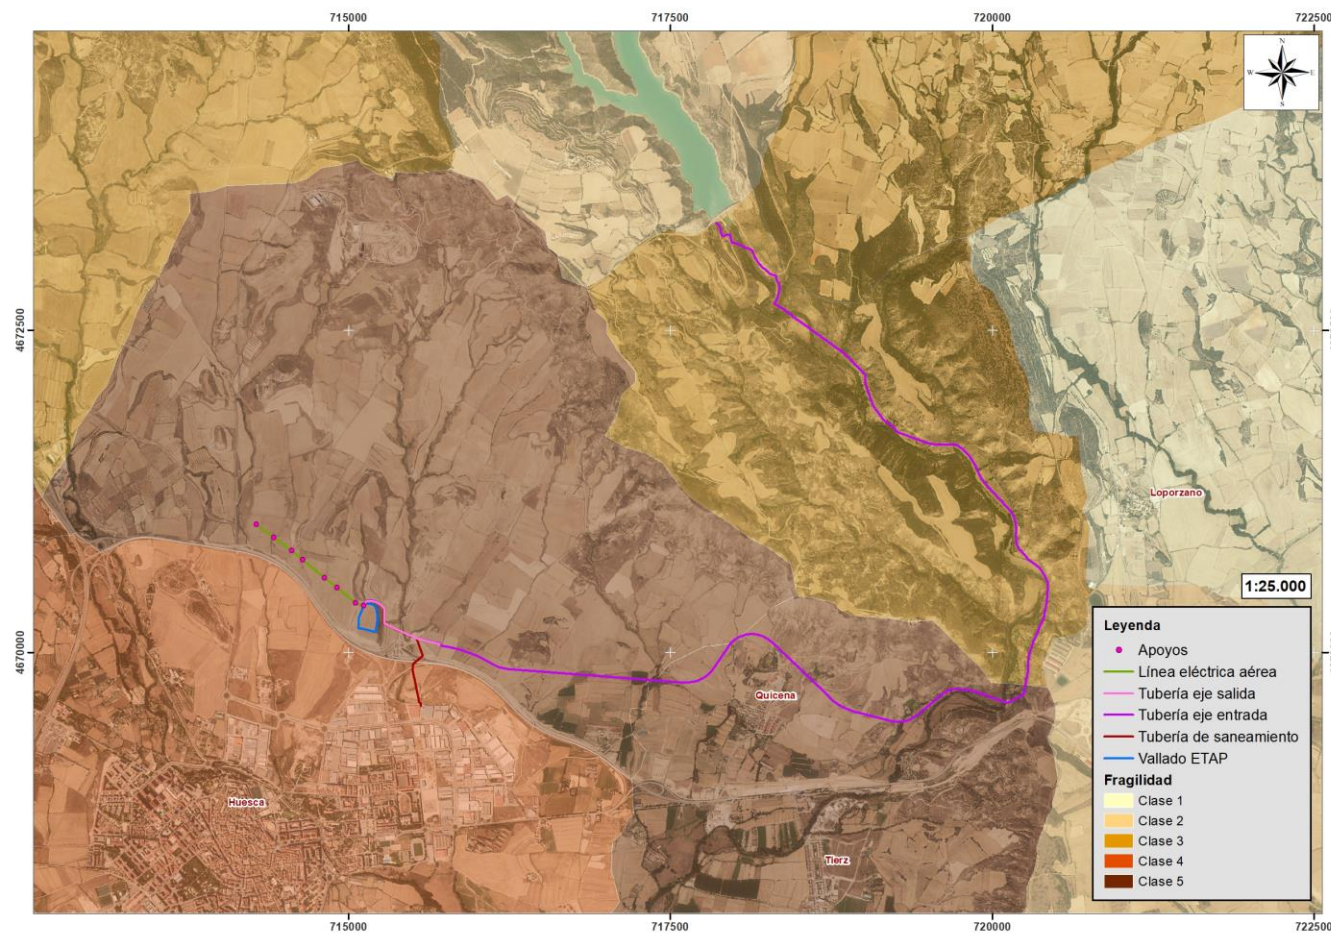 715000
717500
720000
722500
N
W
E
S
4672500
Loporzano
1:25.000
4670000
Quicena
Huesca
Tierz
Leyenda
Apoyos
Línea eléctrica aérea
Tubería eje salida
Tubería eje entrada
Tubería de saneamiento
Vallado ETAP
Fragilidad
Clase 1
Clase 2
Clase 3
Clase 4
Clase 5
715000
717500
720000
722500